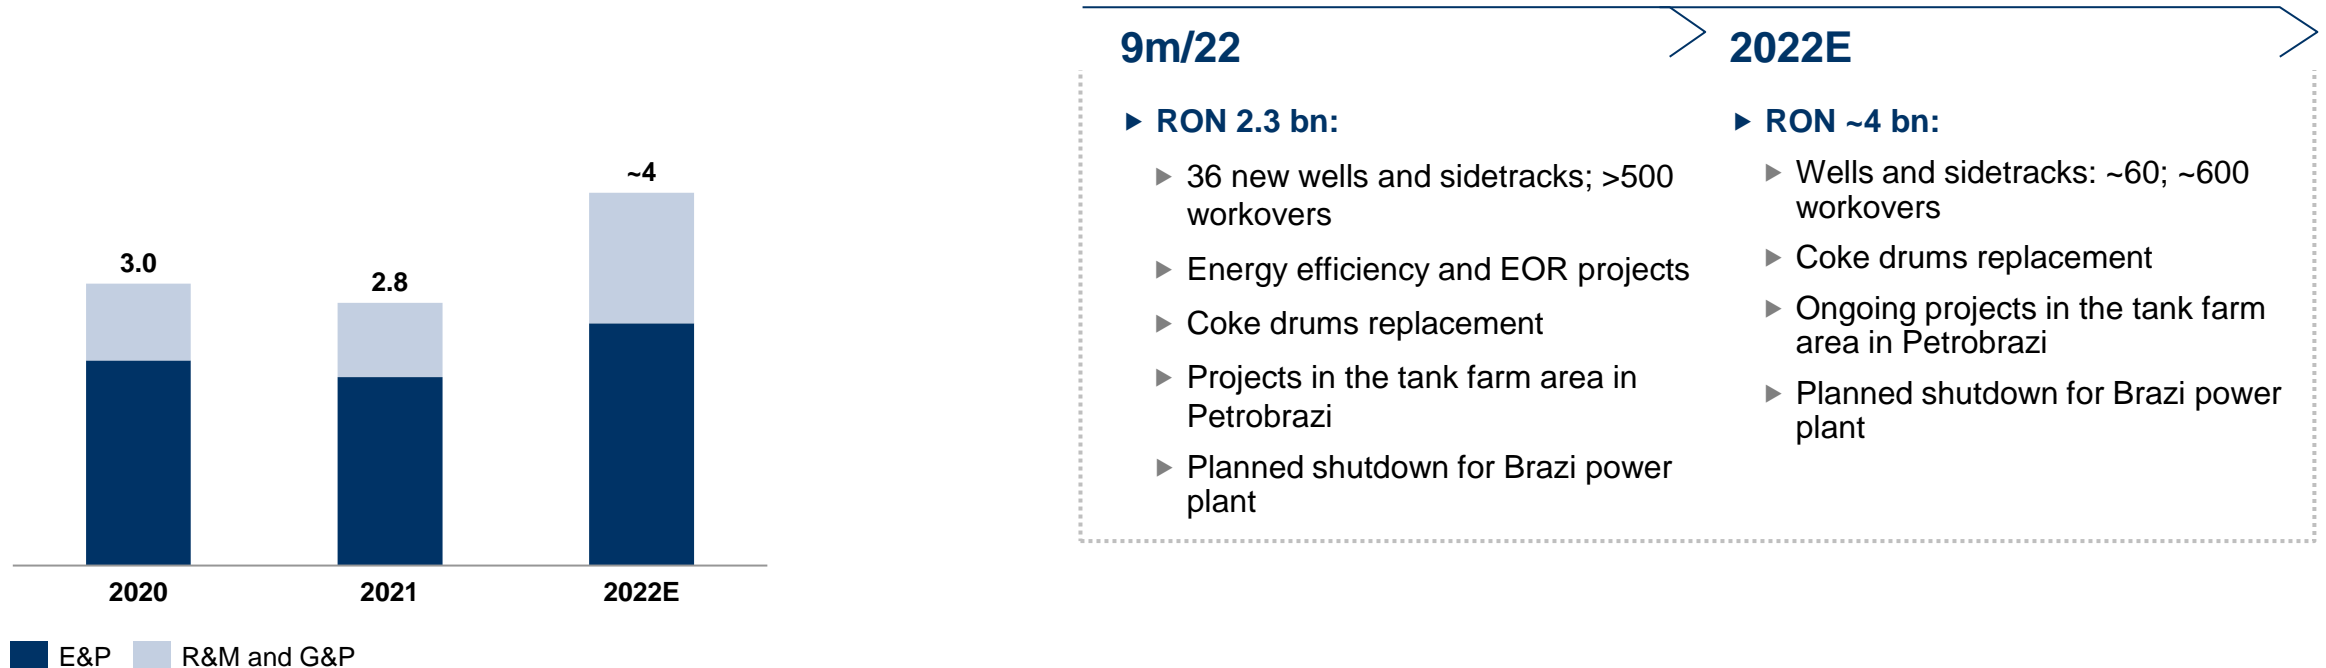 ~4
3.0
2.8
2020
2021
2022E
E&P
R&M and G&P
9m/22
RON 2.3 bn:
36 new wells and sidetracks; >500
workovers
Energy efficiency and EOR projects
Coke drums replacement
Projects in the tank farm area in
Petrobrazi
Planned shutdown for Brazi power
plant
2022E
RON ~4 bn:
Wells and sidetracks: ~60; ~600
workovers
Coke drums replacement
Ongoing projects in the tank farm
area in Petrobrazi
Planned shutdown for Brazi power
plant